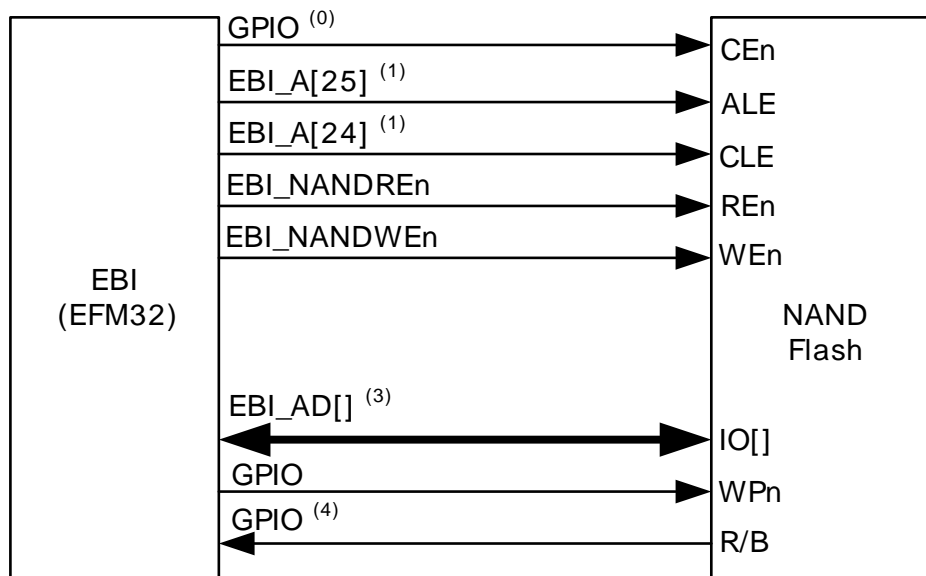 GPIO (0)
CEn
EBI_A[25] (1)
ALE
EBI_A[24] (1)
CLE
EBI_NANDREn
REn
EBI_NANDWEn
WEn
EBI
(EFM32)
NAND
Flash
EBI_AD[] (3)
IO[]
GPIO
WPn
GPIO (4)
R/B